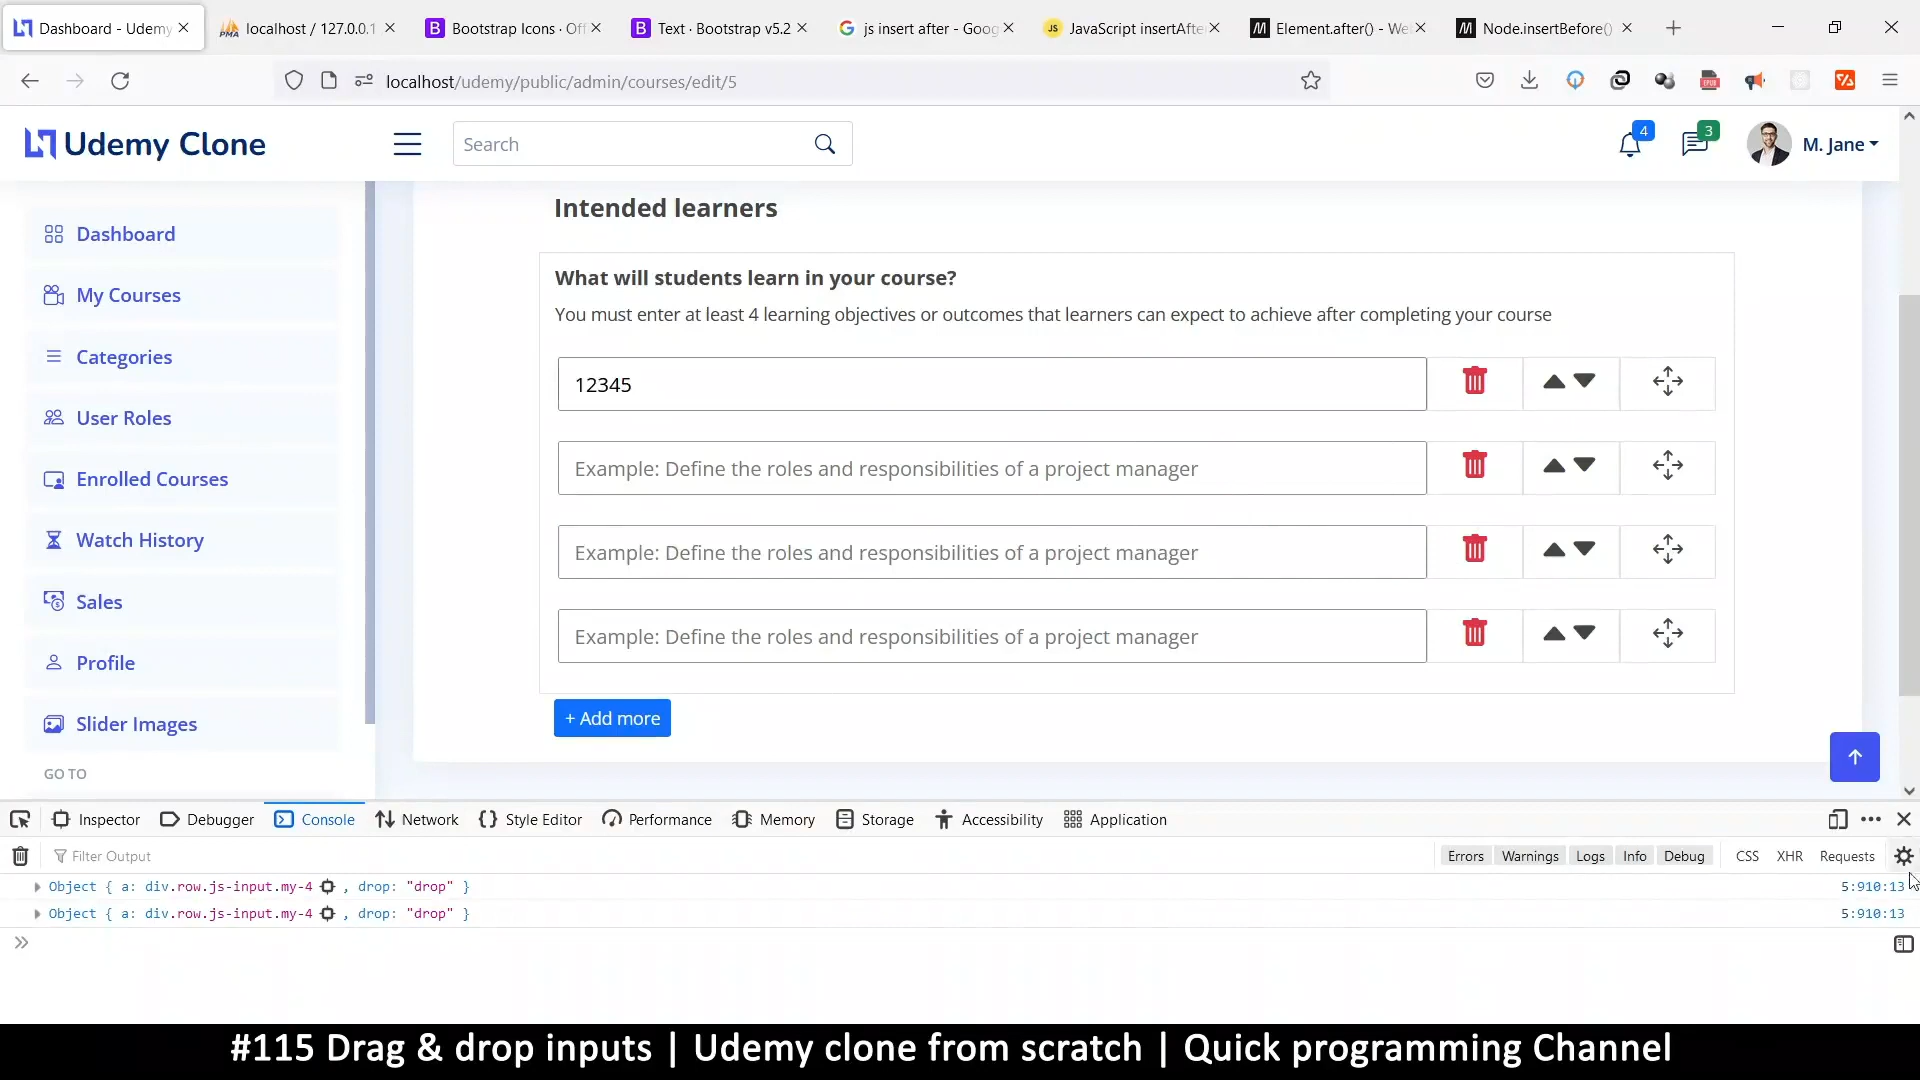 Dashboard - Udemy
localhost / 127.0.0.1
Bootstrap Icons · Off
Text · Bootstrap v5.2
js insert after - Goog
JavaScript insertAfte
Element.after() - We
Node.insertBefore()
localhost/udemy/public/admin/courses/edit/5
Udemy Clone
Search
4
3
M. Jane
Dashboard
My Courses
Categories
User Roles
Enrolled Courses
Watch History
Sales
Profile
Slider Images
GO TO
Intended learners
What will students learn in your course?
You must enter at least 4 learning objectives or outcomes that learners can expect to achieve after completing your course
12345
Example: Define the roles and responsibilities of a project manager
Example: Define the roles and responsibilities of a project manager
Example: Define the roles and responsibilities of a project manager
+ Add more
Inspector Debugger Console Network Style Editor Performance Memory Storage Accessibility Application
Filter Output
Errors Warnings Logs Info Debug CSS XHR Requests
Object { a: div.row.js-input.my-4 , drop: "drop" } 5:910:13
Object { a: div.row.js-input.my-4 , drop: "drop" } 5:910:13
#115 Drag & drop inputs | Udemy clone from scratch | Quick programming Channel